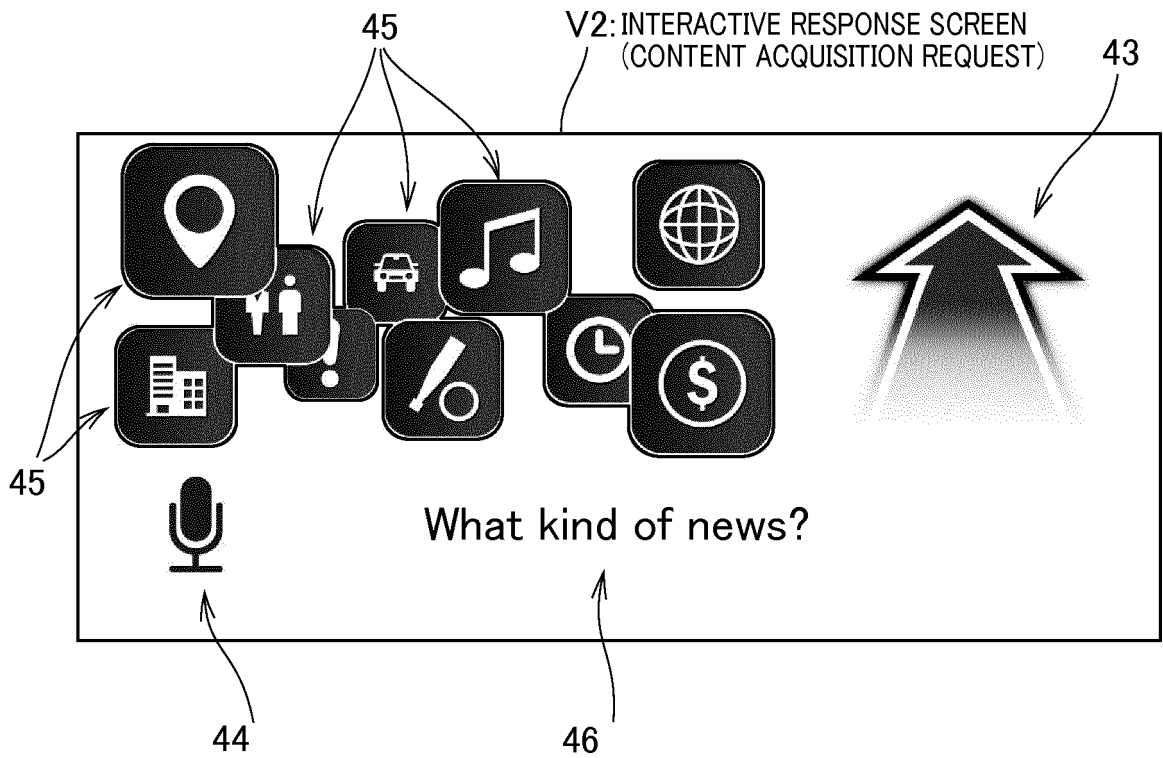 45
V2: INTERACTIVE RESPONSE SCREEN
(CONTENT ACQUISITION REQUEST)
43
$
45
What kind of news?
44
46